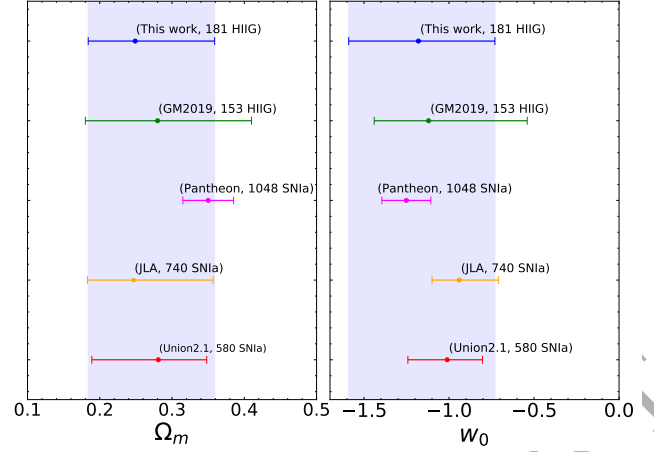 (This work, 181 HIIG)
(GM2019, 153 HIIG)
(Pantheon, 1048 SNIa)
(JLA, 740 SNIa)
(Union2.1, 580 SNIa)
0.1 0.2 0.3 0.4 0.5
Ωm
(This work, 181 HIIG)
(GM2019, 153 HIIG)
(Pantheon, 1048 SNIa)
(JLA, 740 SNIa)
(Union2.1, 580 SNIa)
−1.5 −1.0 −0.5 0.0
w0